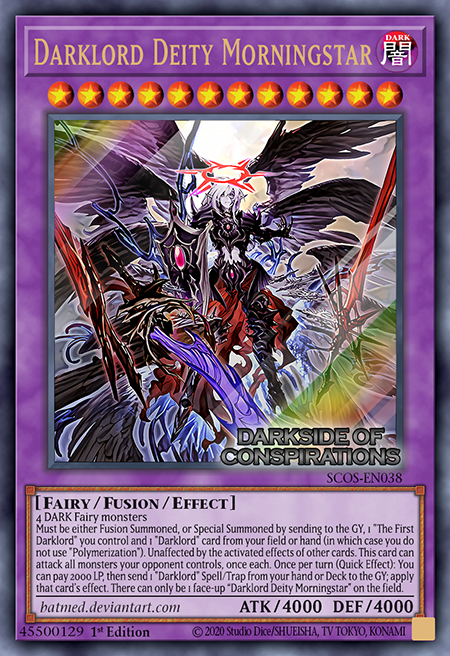 DARKLORD DEITY MORNINGSTAR
DARK
闇
DARKSIDE OF
CONSPIRATIONS
SCOS-EN038
[FAIRY / FUSION / EFFECT]
4 DARK Fairy monsters
Must be either Fusion Summoned, or Special Summoned by sending to the GY, 1 "The First
Darklord" you control and 1 "Darklord" card from your field or hand (in which case you do
not use "Polymerization"). Unaffected by the activated effects of other cards. This card can
attack all monsters your opponent controls, once each. Once per turn (Quick Effect): You
can pay 2000 LP, then send 1 "Darklord" Spell/Trap from your hand or Deck to the GY; apply
that card's effect. There can only be 1 face-up "Darklord Deity Morningstar" on the field.
batmed.deviantart.com
ATK/4000 DEF/4000
45500129 1st Edition
© 2020 Studio Dice/SHUEISHA, TV TOKYO, KONAMI